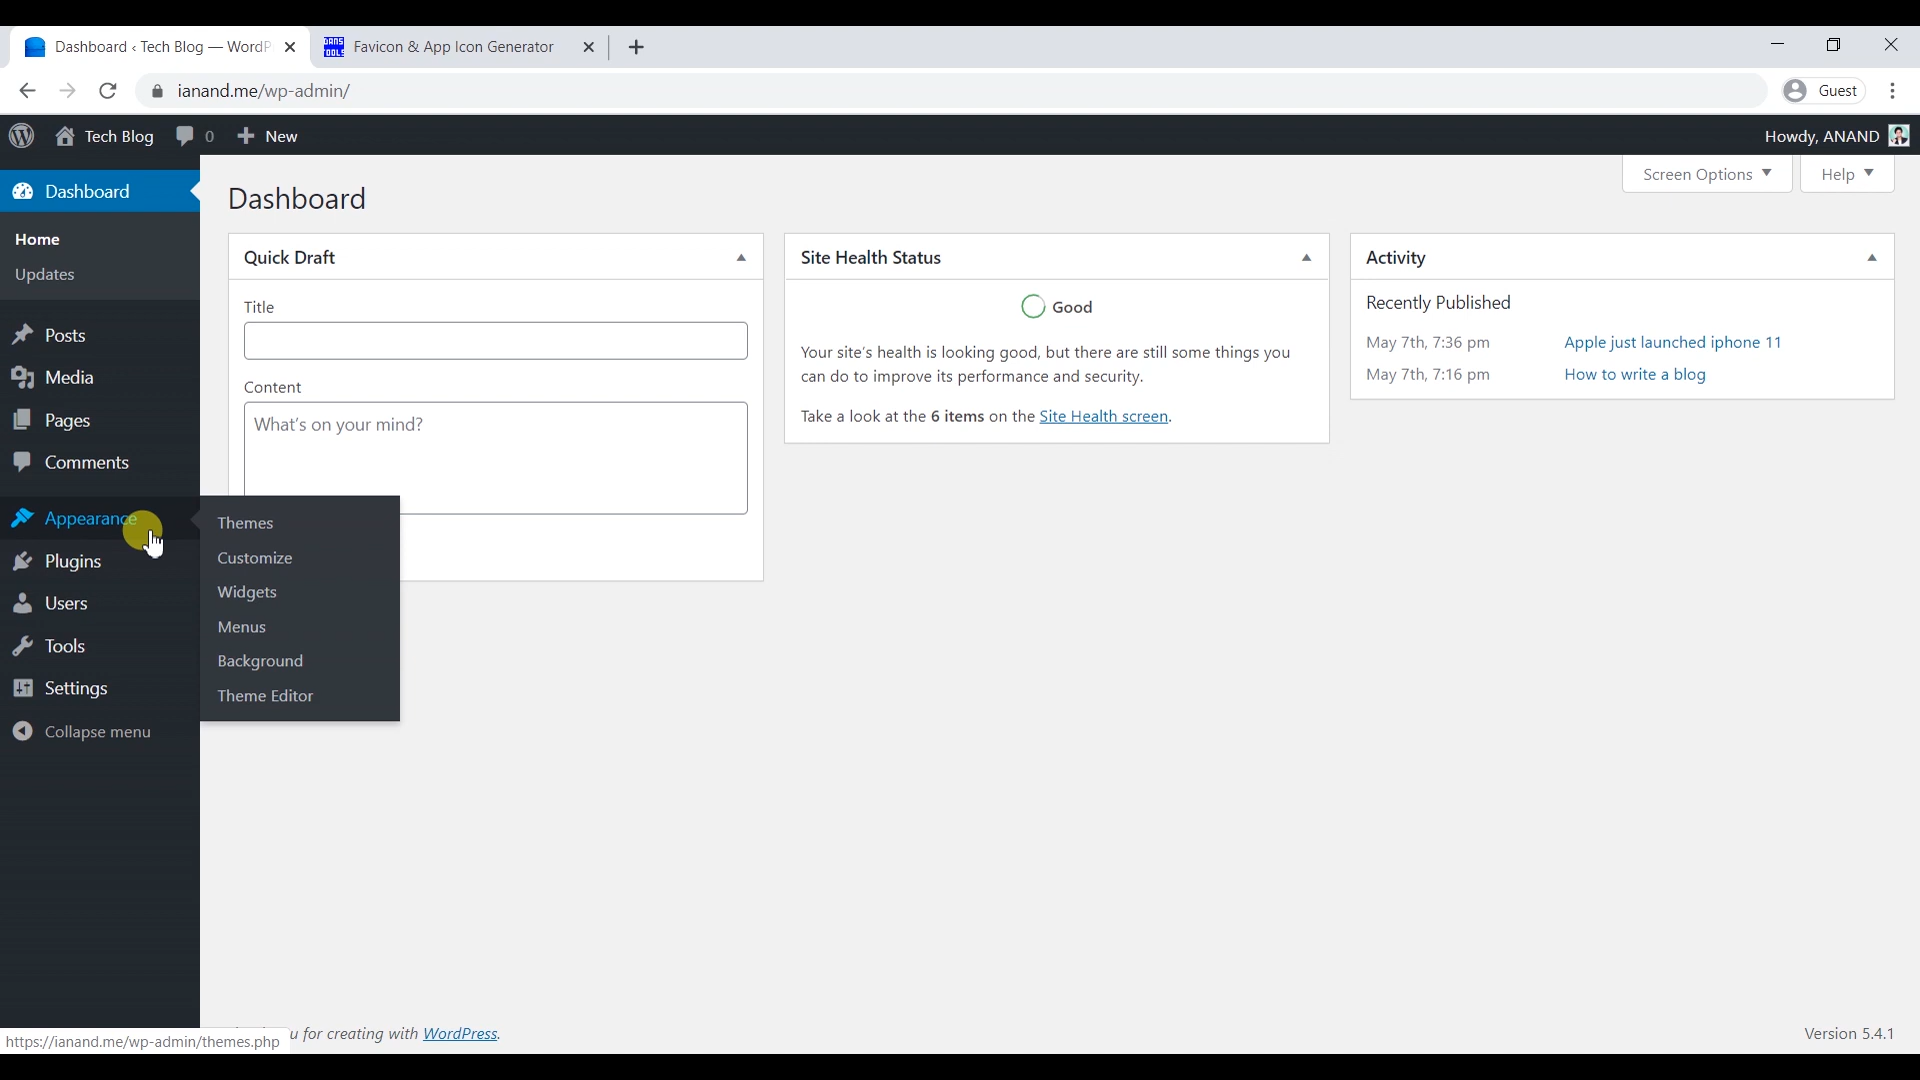 Dashboard ‹ Tech Blog — WordP
Favicon & App Icon Generator
ianand.me/wp-admin/
Guest
Tech Blog
0
New
Howdy, ANAND
Dashboard
Home
Updates
Posts
Media
Pages
Comments
Appearance
Plugins
Users
Tools
Settings
Collapse menu
Themes
Customize
Widgets
Menus
Background
Theme Editor
Screen Options
Help
Dashboard
Quick Draft
Title
Content
What's on your mind?
Site Health Status
Good
Your site's health is looking good, but there are still some things you
can do to improve its performance and security.
Take a look at the 6 items on the Site Health screen.
Activity
Recently Published
May 7th, 7:36 pm Apple just launched iphone 11
May 7th, 7:16 pm How to write a blog
https://ianand.me/wp-admin/themes.php
u for creating with WordPress.
Version 5.4.1